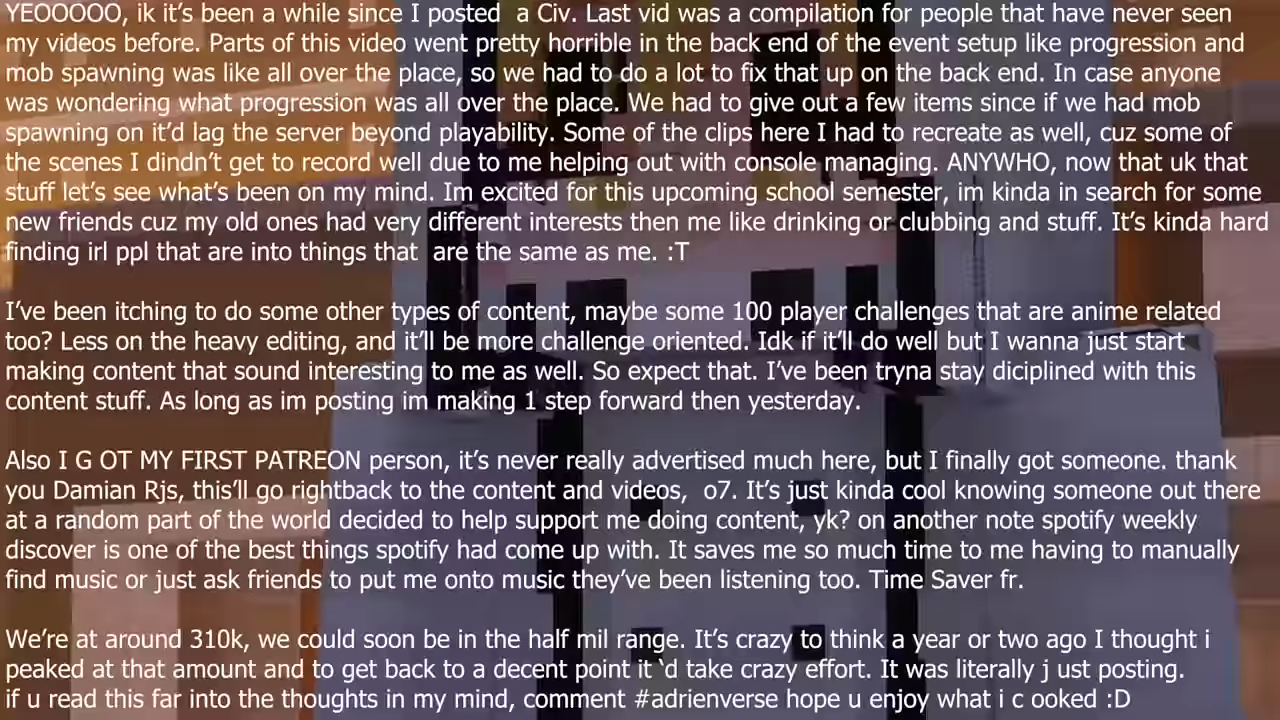 YEOOOOO, ik it's been a while since I posted  a Civ. Last vid was a compilation for people that have never seen
my videos before. Parts of this video went pretty horrible in the back end of the event setup like progression and
mob spawning was like all over the place, so we had to do a lot to fix that up on the back end. In case anyone
was wondering what progression was all over the place. We had to give out a few items since if we had mob
spawning on it'd lag the server beyond playability. Some of the clips here I had to recreate as well, cuz some of
the scenes I dindn't get to record well due to me helping out with console managing. ANYWHO, now that uk that
stuff let's see what's been on my mind. Im excited for this upcoming school semester, im kinda in search for some
new friends cuz my old ones had very different interests then me like drinking or clubbing and stuff. It's kinda hard
finding irl ppl that are into things that  are the same as me. :T
I've been itching to do some other types of content, maybe some 100 player challenges that are anime related
too? Less on the heavy editing, and it'll be more challenge oriented. Idk if it'll do well but I wanna just start
making content that sound interesting to me as well. So expect that. I've been tryna stay diciplined with this
content stuff. As long as im posting im making 1 step forward then yesterday.
Also I G OT MY FIRST PATREON person, it's never really advertised much here, but I finally got someone. thank
you Damian Rjs, this'll go rightback to the content and videos,  o7. It's just kinda cool knowing someone out there
at a random part of the world decided to help support me doing content, yk? on another note spotify weekly
discover is one of the best things spotify had come up with. It saves me so much time to me having to manually
find music or just ask friends to put me onto music they've been listening too. Time Saver fr.
We're at around 310k, we could soon be in the half mil range. It's crazy to think a year or two ago I thought i
peaked at that amount and to get back to a decent point it 'd take crazy effort. It was literally j ust posting.
if u read this far into the thoughts in my mind, comment #adrienverse hope u enjoy what i c ooked :D